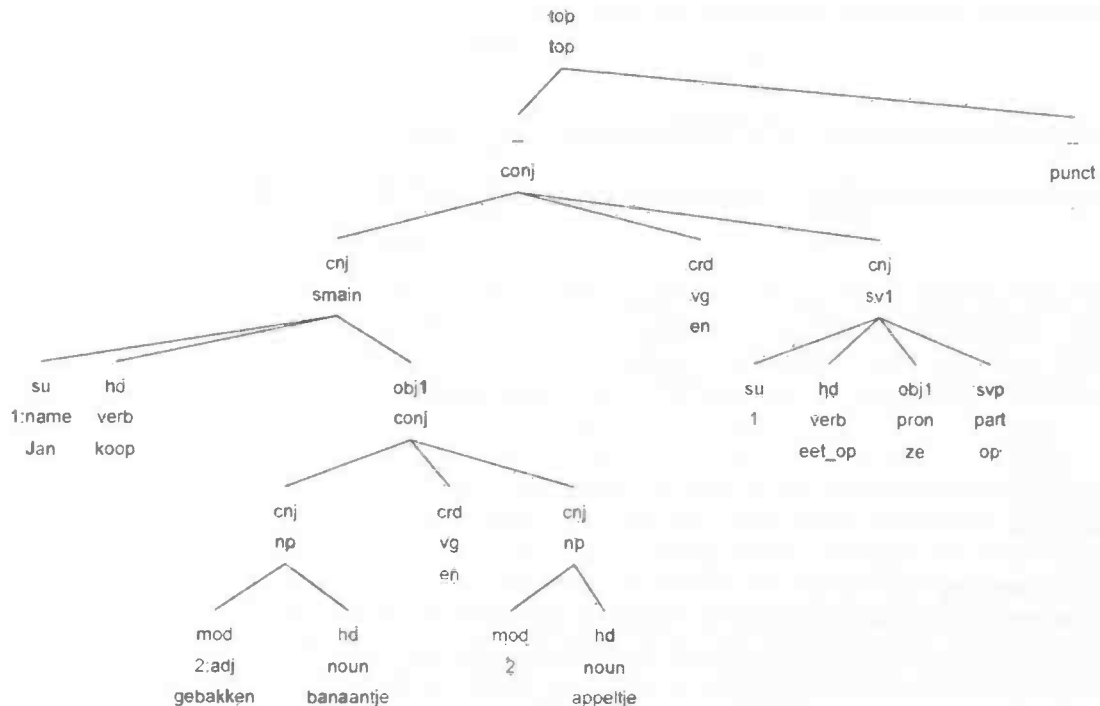 top
top
– --
conj punct
cnj crd cnj
smain vg sv1
en
su hd obj1 su hd obj1 svp
1:name verb conj 1 verb pron part
Jan koop eet_op ze op
cnj crd cnj
np vg np
en
mod hd mod hd
2:adj noun 2 noun
gebakken banaantje appeltje